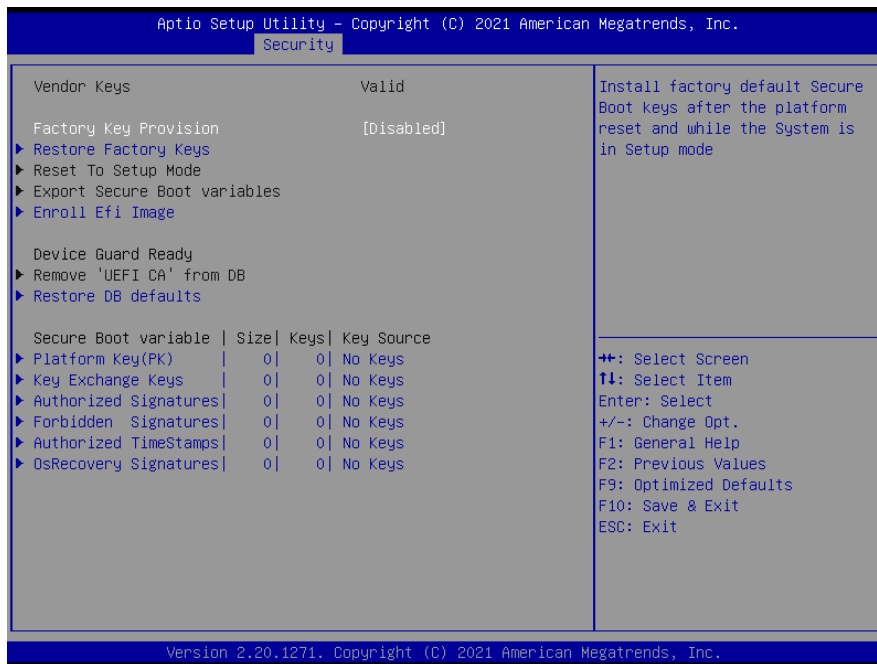 Aptio Setup Utility – Copyright (C) 2021 American Megatrends, Inc.
Security
Vendor Keys Valid
Factory Key Provision [Disabled]
Restore Factory Keys
Reset To Setup Mode
Export Secure Boot variables
Enroll Efi Image
Device Guard Ready
Remove 'UEFI CA' from DB
Restore DB defaults
Secure Boot variable | Size| Keys| Key Source
Platform Key(PK) | 0| 0| No Keys
Key Exchange Keys | 0| 0| No Keys
Authorized Signatures| 0| 0| No Keys
Forbidden Signatures| 0| 0| No Keys
Authorized TimeStamps| 0| 0| No Keys
OsRecovery Signatures| 0| 0| No Keys
Install factory default Secure
Boot keys after the platform
reset and while the System is
in Setup mode
→←: Select Screen
↑↓: Select Item
Enter: Select
+/-: Change Opt.
F1: General Help
F2: Previous Values
F9: Optimized Defaults
F10: Save & Exit
ESC: Exit
Version 2.20.1271. Copyright (C) 2021 American Megatrends, Inc.